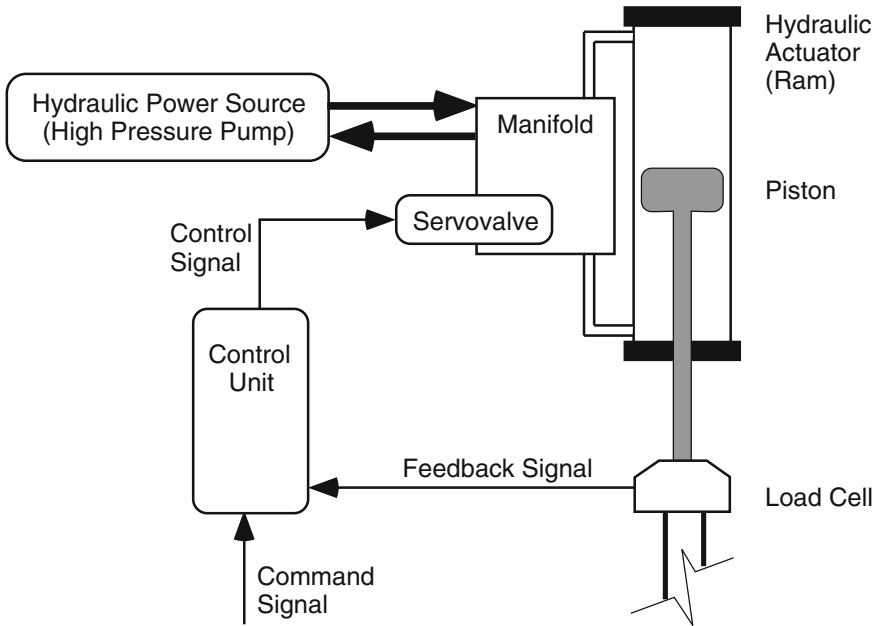 Hydraulic
Actuator
(Ram)
Hydraulic Power Source
(High Pressure Pump)
Manifold
Piston
Servovalve
Control
Signal
Control
Unit
Feedback Signal
Load Cell
Command
Signal